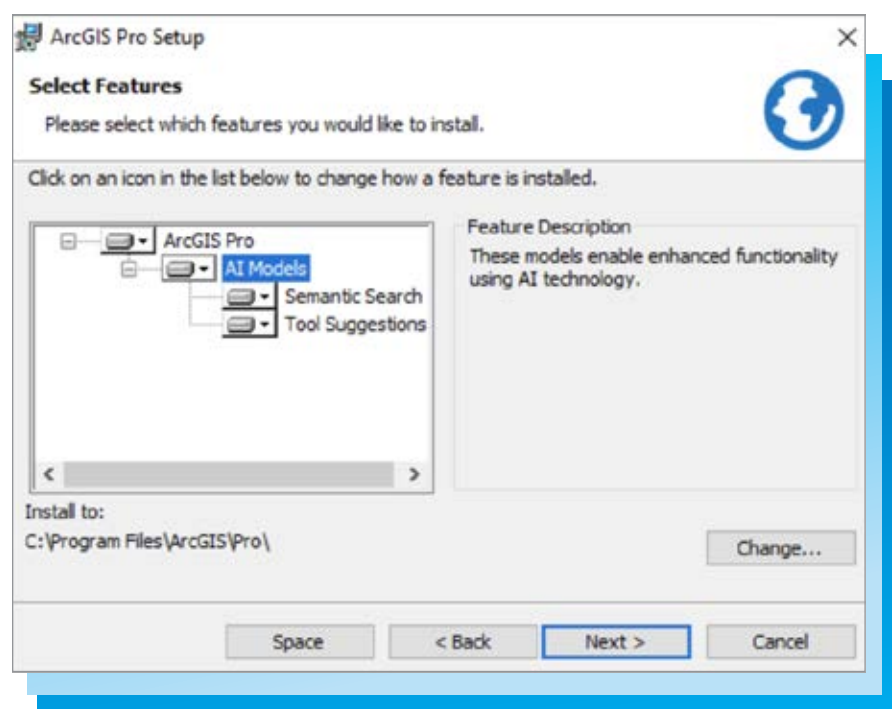 ArcGIS Pro Setup
Select Features
Please select which features you would like to install.
Click on an icon in the list below to change how a feature is installed.
ArcGIS Pro
AI Models
Semantic Search
Tool Suggestions
Feature Description
These models enable enhanced functionality
using AI technology.
Install to:
C:\Program Files\ArcGIS\Pro\
Change...
Space
< Back
Next >
Cancel